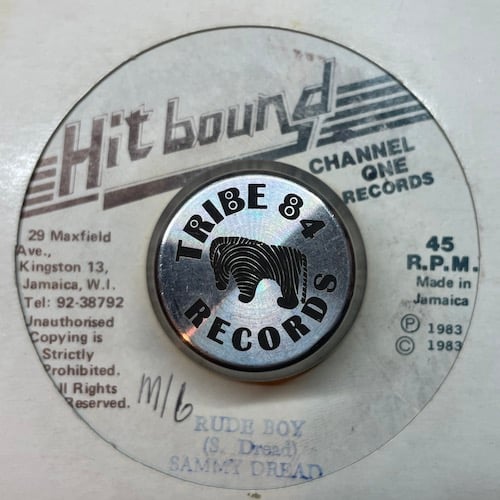 Hit bound
CHANNEL
ONE
RECORDS
TRIBE 84
RECORDS
29 Maxfield
Ave.,
Kingston 13,
Jamaica, W.I.
Tel: 92-38792
Unauthorised
Copying is
Strictly
Prohibited.
ll Rights
Reserved.
45
R.P.M.
Made in
Jamaica
Ⓟ 1983
© 1983
M/6
RUDE BOY
(S. Dread)
SAMMY DREAD